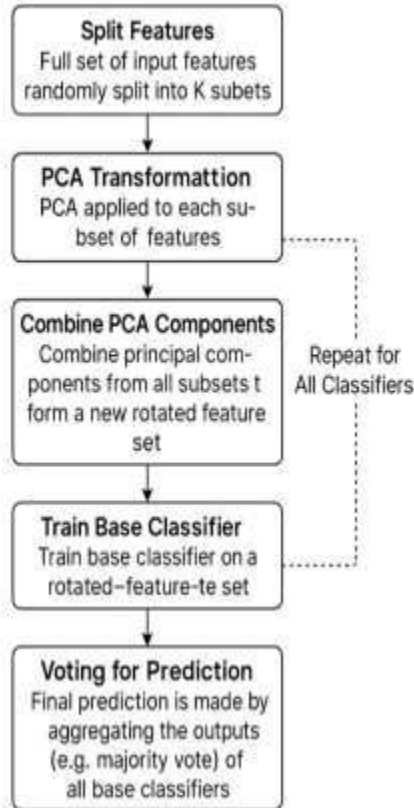 Split Features
Full set of input features
randomly split into K subets
PCA Transformattion
PCA applied to each su-
bset of features
Combine PCA Components
Combine principal com-
ponents from all subsets t
form a new rotated feature
set
Repeat for
All Classifiers
Train Base Classifier
Train base classifier on a
rotated–feature-te set
Voting for Prediction
Final prediction is made by
aggregating the outputs
(e.g. majority vote) of
all base classifiers